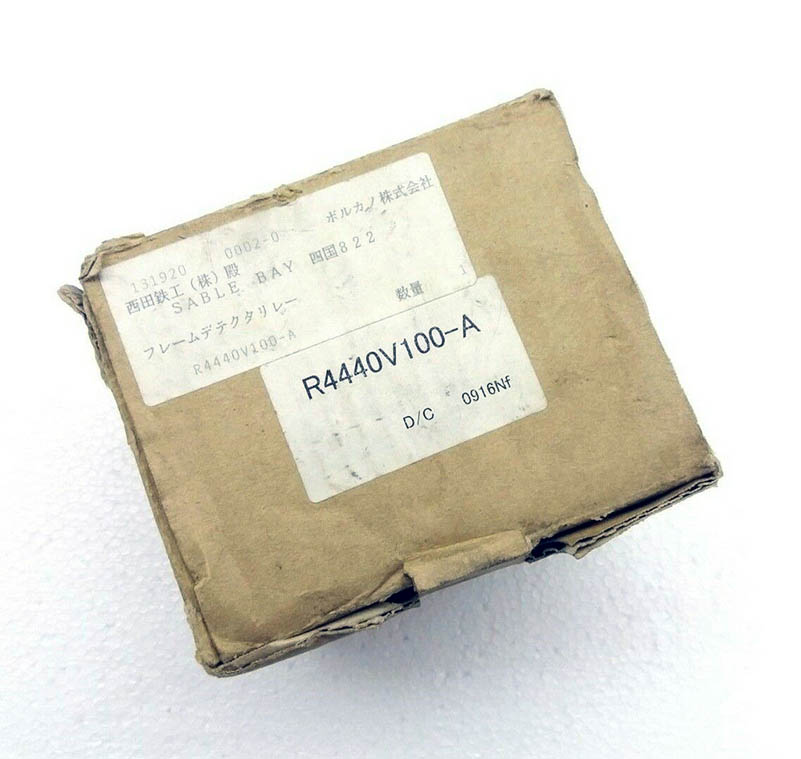 131920 0002-0 ボルカノ株式会社
西田鉄工(株)殿
SABLE BAY 四国822
フレームデテクタリレー 数量 1
R4440V100-A
R4440V100-A
D/C 0916Nf